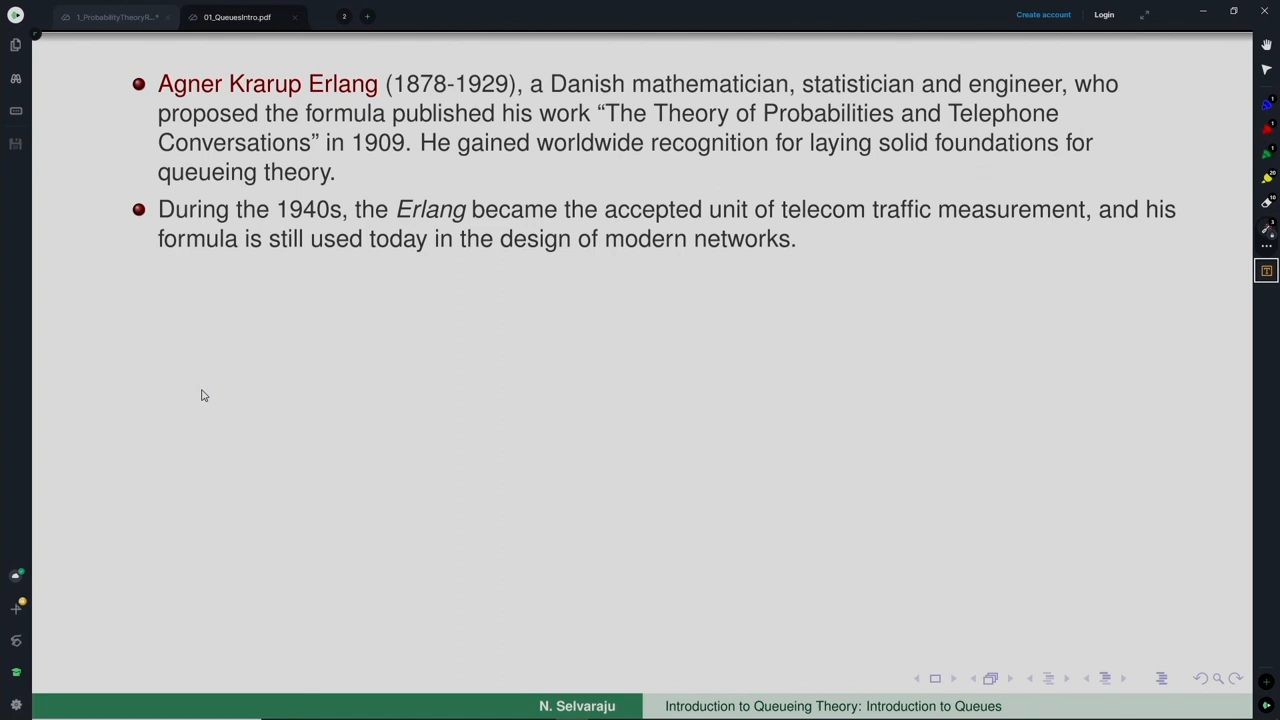 1_ProbabilityTheoryR...*
01_QueuesIntro.pdf
2
Create account
Login
Agner Krarup Erlang (1878-1929), a Danish mathematician, statistician and engineer, who
proposed the formula published his work “The Theory of Probabilities and Telephone
Conversations” in 1909. He gained worldwide recognition for laying solid foundations for
queueing theory.
During the 1940s, the Erlang became the accepted unit of telecom traffic measurement, and his
formula is still used today in the design of modern networks.
N. Selvaraju
Introduction to Queueing Theory: Introduction to Queues